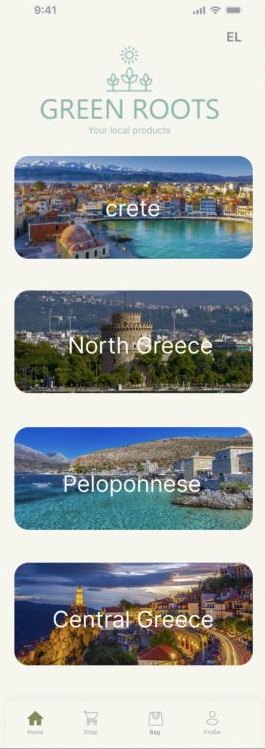 9:41
EL
GREEN ROOTS
Your local products
crete
North Greece
Peloponnese
Central Greece
Home
Shop
Bag
Profile